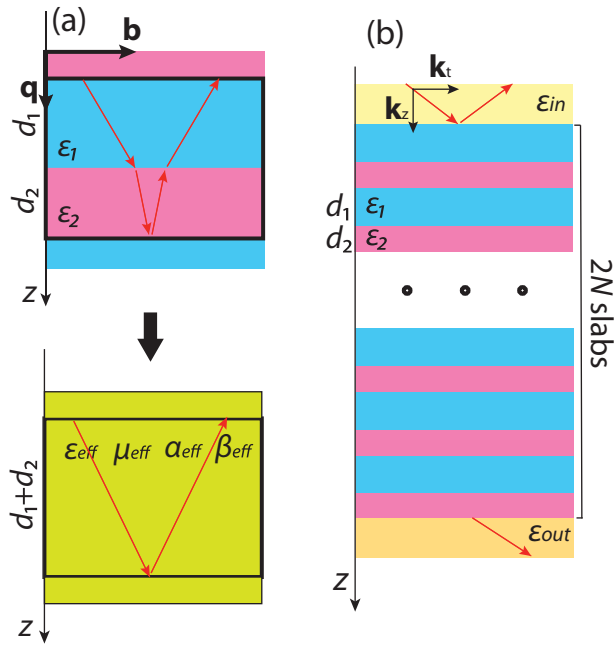 (a)
b
q
d1
ε1
d2
ε2
z
εeff μeff αeff βeff
d1+d2
z
(b)
kt
kz
εin
d1 ε1
d2 ε2
2N slabs
εout
z